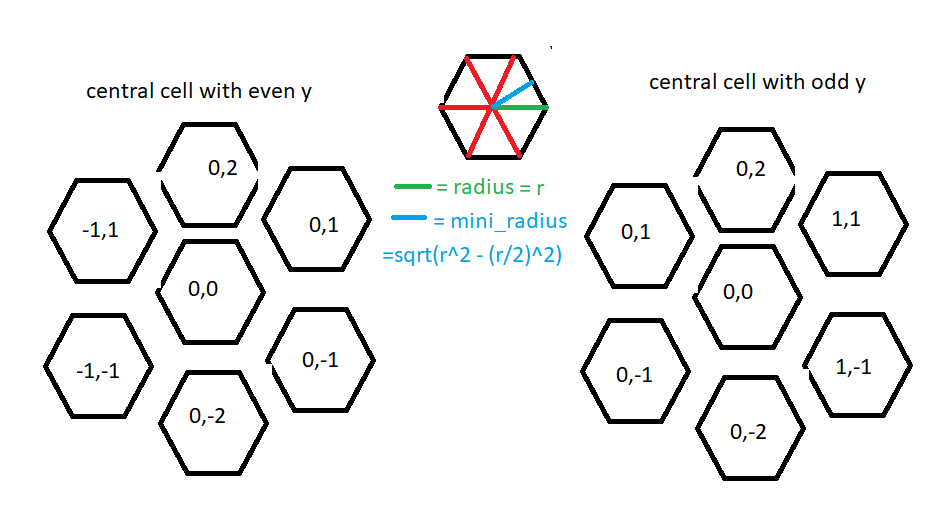 central cell with even y
0,2
-1,1
0,1
0,0
-1,-1
0,-1
0,-2
= radius = r
= mini_radius
=sqrt(r^2 - (r/2)^2)
central cell with odd y
0,2
0,1
1,1
0,0
0,-1
1,-1
0,-2